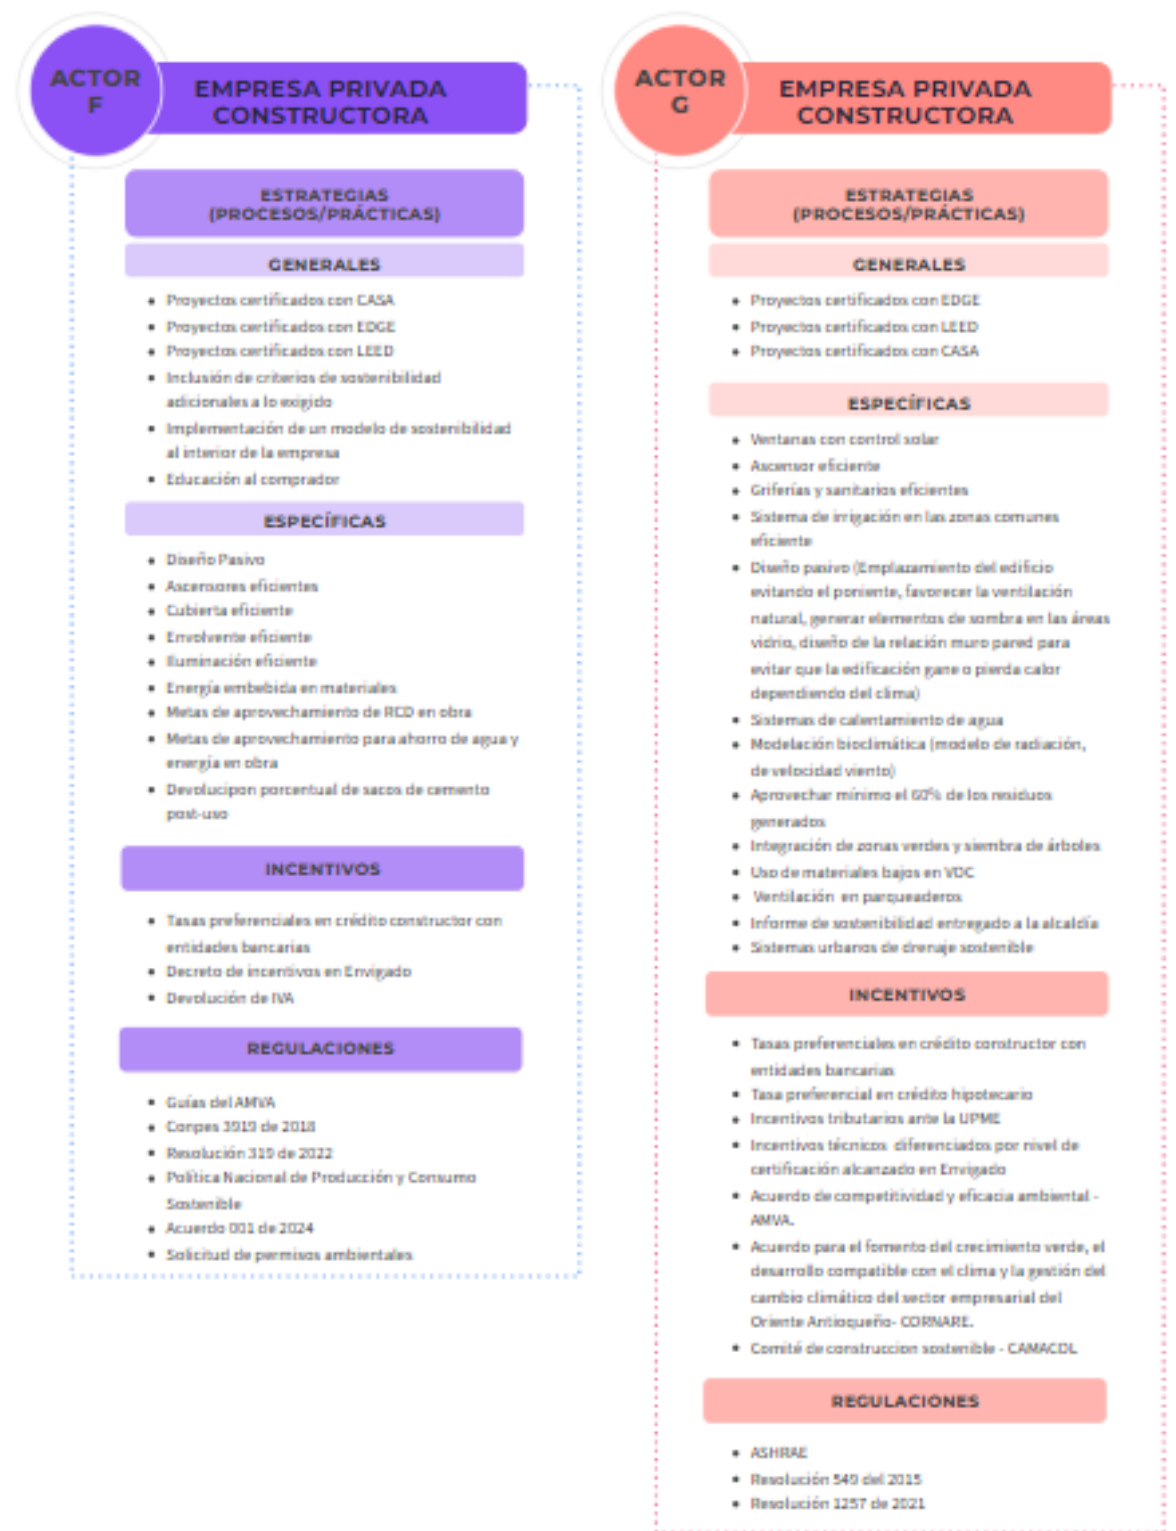 ACTOR
F
EMPRESA PRIVADA
CONSTRUCTORA
ESTRATEGIAS
(PROCESOS/PRÁCTICAS)
GENERALES
• Proyectos certificados con CASA
• Proyectos certificados con EDGE
• Proyectos certificados con LEED
• Inclusión de criterios de sostenibilidad
adicionales a lo exigido
• Implementación de un modelo de sostenibilidad
al interior de la empresa
• Educación al comprador
ESPECÍFICAS
• Diseño Pasivo
• Ascensores eficientes
• Cubierta eficiente
• Envolvente eficiente
• Iluminación eficiente
• Energía embebida en materiales
• Metas de aprovechamiento de RCD en obra
• Metas de aprovechamiento para ahorro de agua y
energía en obra
• Devolucipon porcentual de sacos de cemento
post-uso
INCENTIVOS
• Tasas preferenciales en crédito constructor con
entidades bancarias
• Decreto de incentivos en Envigado
• Devolución de IVA
REGULACIONES
• Guías del AMVA
• Conpes 3919 de 2018
• Resolución 319 de 2022
• Política Nacional de Producción y Consumo
Sostenible
• Acuerdo 001 de 2024
• Solicitud de permisos ambientales
ACTOR
G
EMPRESA PRIVADA
CONSTRUCTORA
ESTRATEGIAS
(PROCESOS/PRÁCTICAS)
GENERALES
• Proyectos certificados con EDGE
• Proyectos certificados con LEED
• Proyectos certificados con CASA
ESPECÍFICAS
• Ventanas con control solar
• Ascensor eficiente
• Griferías y sanitarios eficientes
• Sistema de irrigación en las zonas comunes
eficiente
• Diseño pasivo (Emplazamiento del edificio
evitando el poniente, favorecer la ventilación
natural, generar elementos de sombra en las áreas
vidrio, diseño de la relación muro pared para
evitar que la edificación gane o pierda calor
dependiendo del clima)
• Sistemas de calentamiento de agua
• Modelación bioclimática (modelo de radiación,
de velocidad viento)
• Aprovechar mínimo el 60% de los residuos
generados
• Integración de zonas verdes y siembra de árboles
• Uso de materiales bajos en VOC
• Ventilación en parqueaderos
• Informe de sostenibilidad entregado a la alcaldía
• Sistemas urbanos de drenaje sostenible
INCENTIVOS
• Tasas preferenciales en crédito constructor con
entidades bancarias
• Tasa preferencial en crédito hipotecario
• Incentivos tributarios ante la UPME
• Incentivos técnicos diferenciados por nivel de
certificación alcanzado en Envigado
• Acuerdo de competitividad y eficacia ambiental -
AMVA.
• Acuerdo para el fomento del crecimiento verde, el
desarrollo compatible con el clima y la gestión del
cambio climático del sector empresarial del
Oriente Antioqueño- CORNARE.
• Comité de construccion sostenible - CAMACOL
REGULACIONES
• ASHRAE
• Resolución 549 del 2015
• Resolución 1257 de 2021